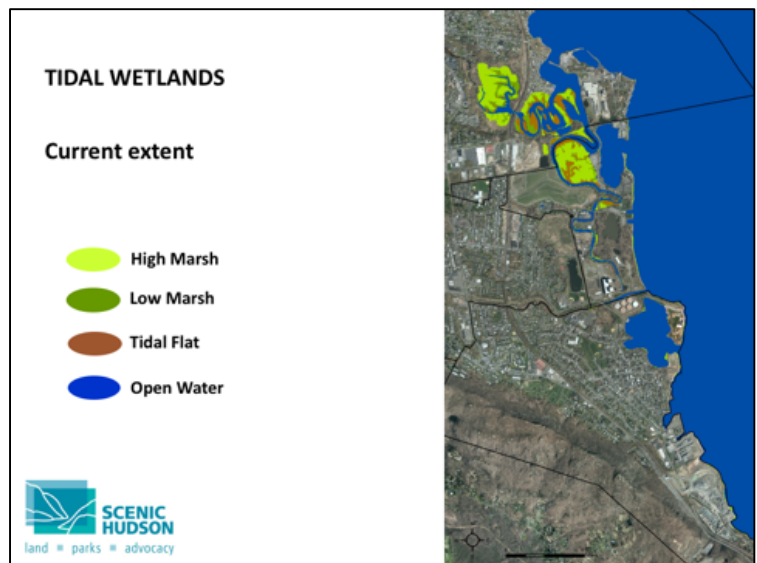 TIDAL WETLANDS
Current extent
High Marsh
Low Marsh
Tidal Flat
Open Water
SCENIC
HUDSON
land ▪ parks ▪ advocacy